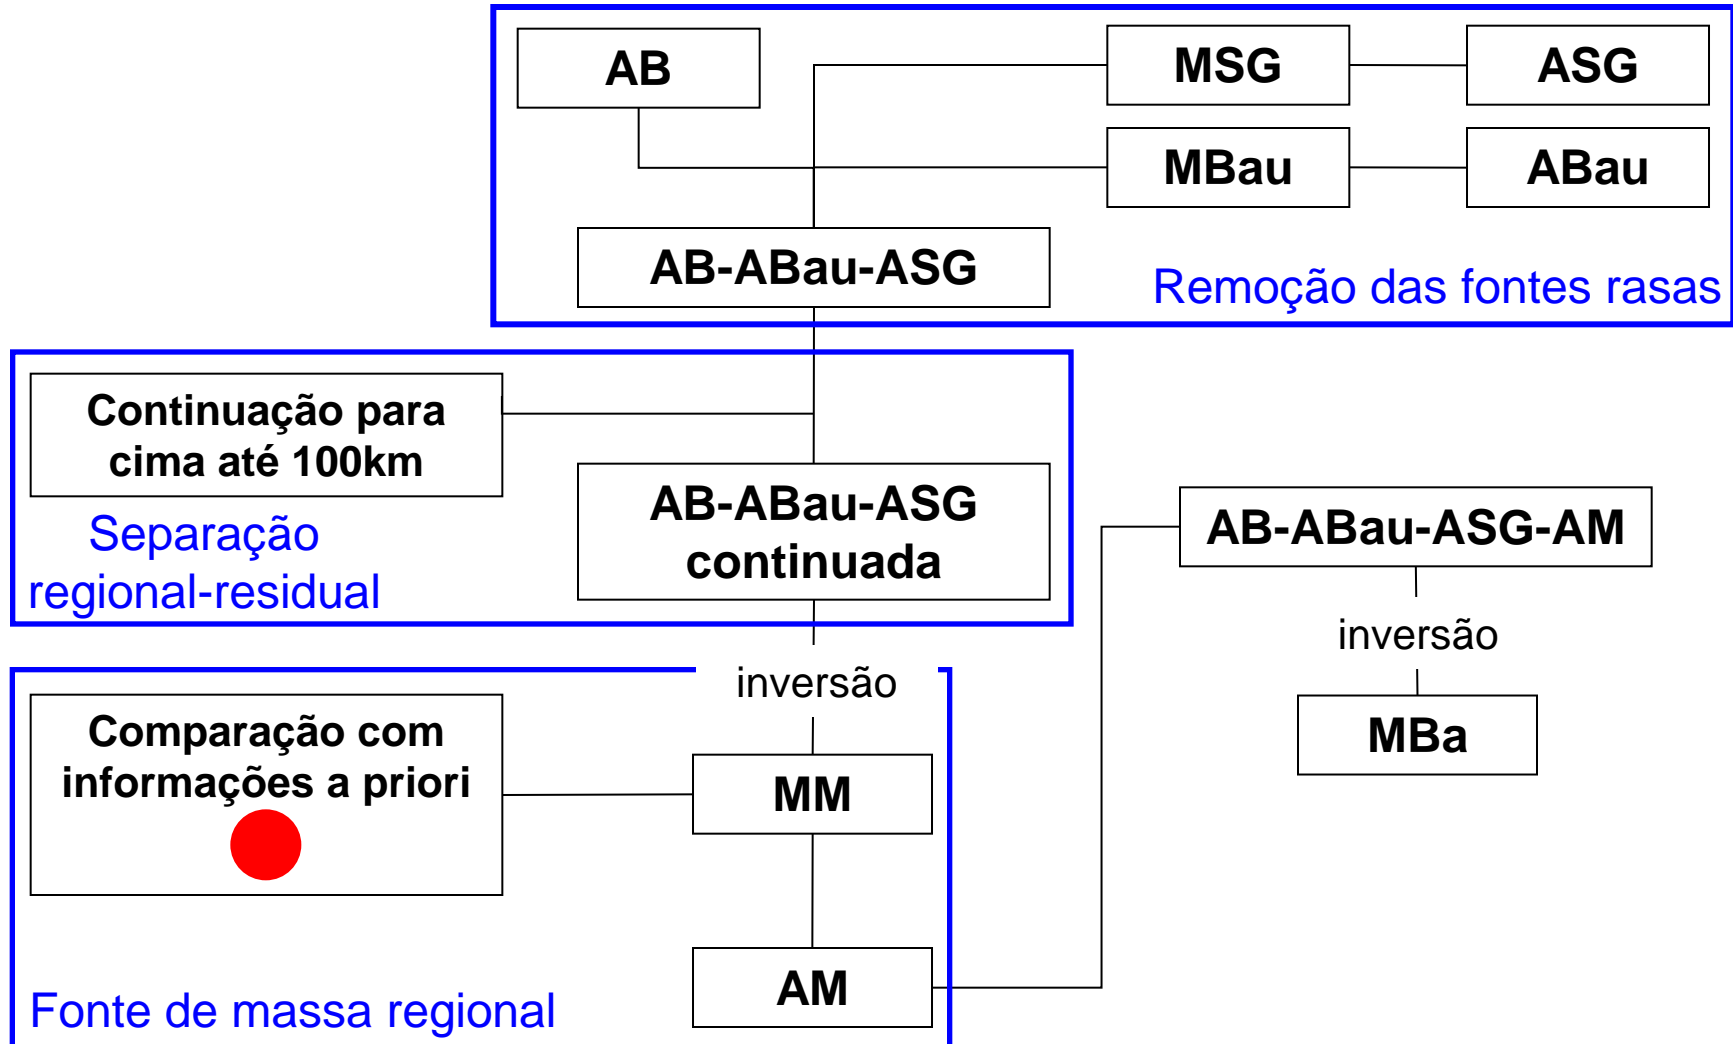 AB
MSG
ASG
MBau
ABau
AB-ABau-ASG
Remoção das fontes rasas
Continuação para
cima até 100km
Separação
regional-residual
AB-ABau-ASG
continuada
AB-ABau-ASG-AM
inversão
MBa
inversão
Comparação com
informações a priori
MM
AM
Fonte de massa regional